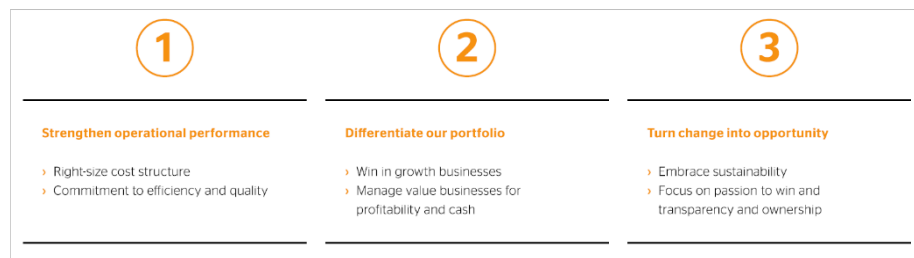 1
Strengthen operational performance
› Right-size cost structure
› Commitment to efficiency and quality
2
Differentiate our portfolio
› Win in growth businesses
› Manage value businesses for
profitability and cash
3
Turn change into opportunity
› Embrace sustainability
› Focus on passion to win and
transparency and ownership